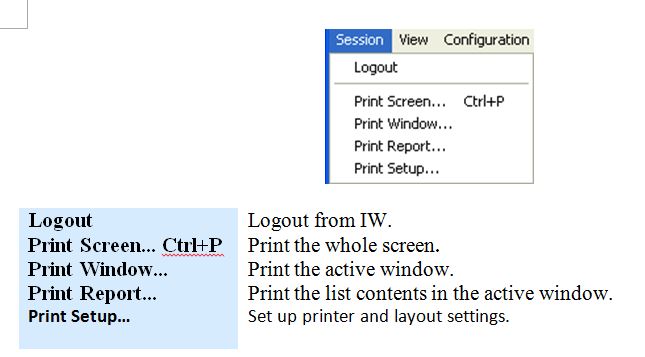 Session View Configuration
Logout
Print Screen... Ctrl+P
Print Window...
Print Report...
Print Setup...
Logout Logout from IW.
Print Screen... Ctrl+P Print the whole screen.
Print Window... Print the active window.
Print Report... Print the list contents in the active window.
Print Setup... Set up printer and layout settings.